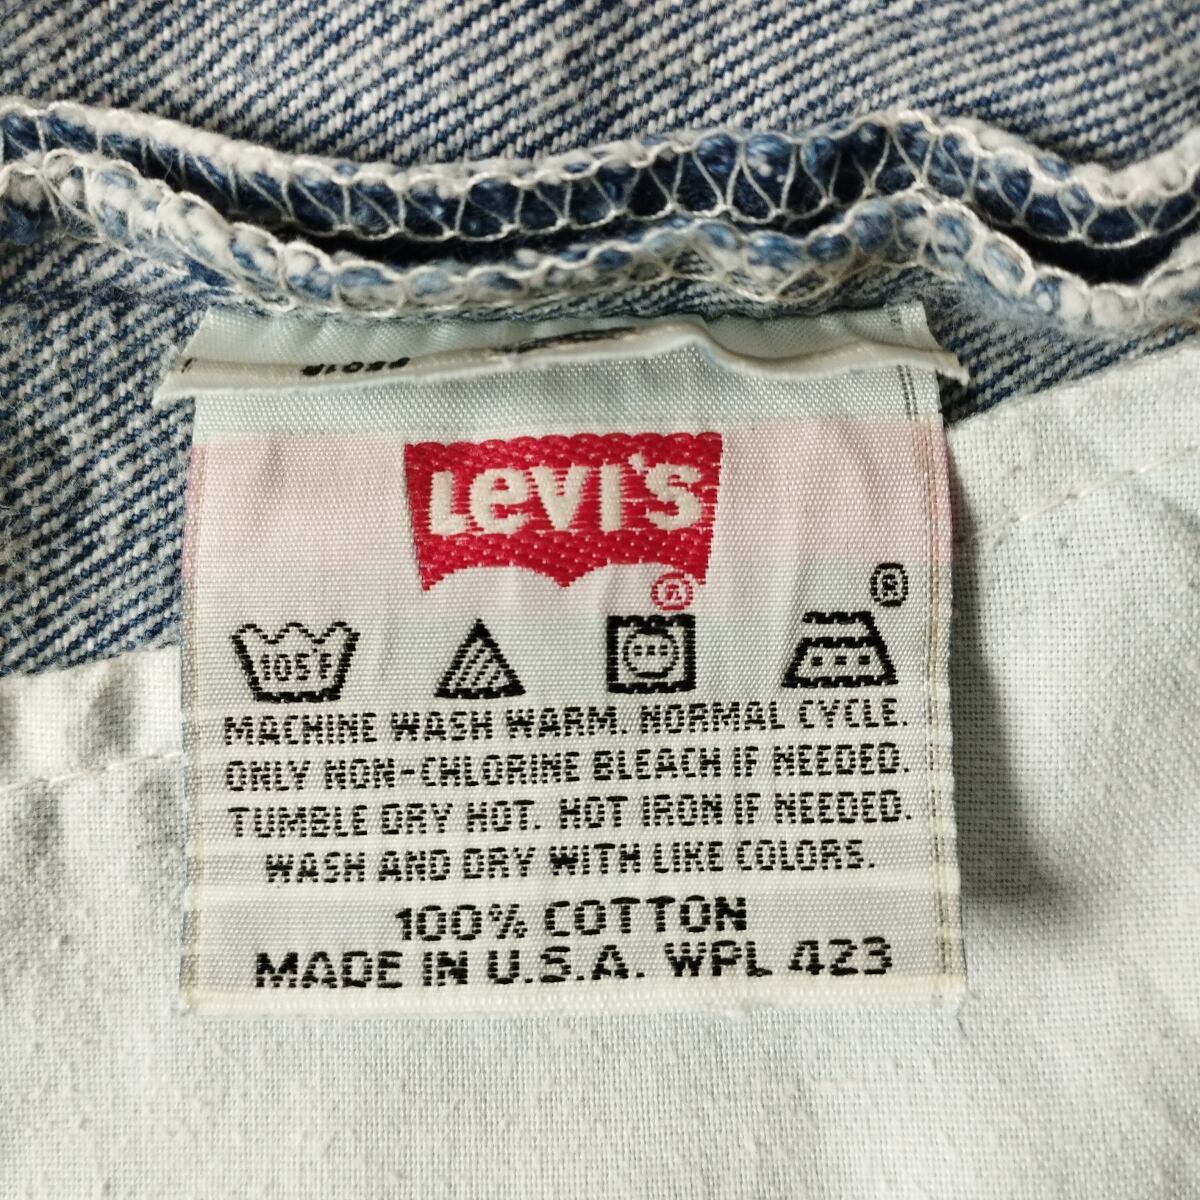 LEVI'S
®
®
105°F
MACHINE WASH WARM. NORMAL CYCLE.
ONLY NON-CHLORINE BLEACH IF NEEDED.
TUMBLE DRY HOT. HOT IRON IF NEEDED.
WASH AND DRY WITH LIKE COLORS.
100% COTTON
MADE IN U.S.A. WPL 423